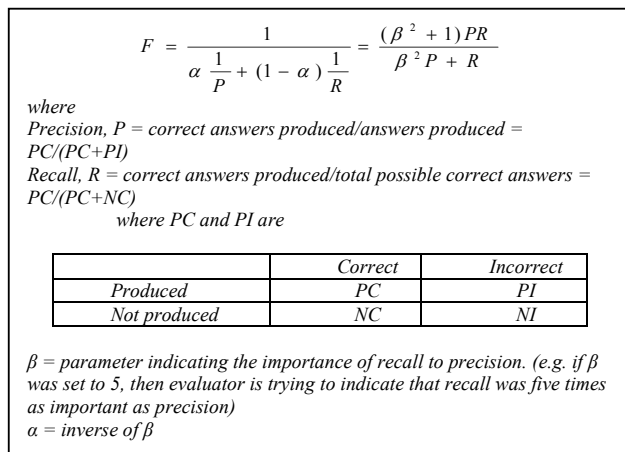 F = 1 / (α 1/P + (1 − α) 1/R) = (β² + 1) PR / (β² P + R)
where
Precision, P = correct answers produced/answers produced =
PC/(PC+PI)
Recall, R = correct answers produced/total possible correct answers =
PC/(PC+NC)
where PC and PI are
Correct Incorrect
Produced PC PI
Not produced NC NI
β = parameter indicating the importance of recall to precision. (e.g. if β
was set to 5, then evaluator is trying to indicate that recall was five times
as important as precision)
α = inverse of β